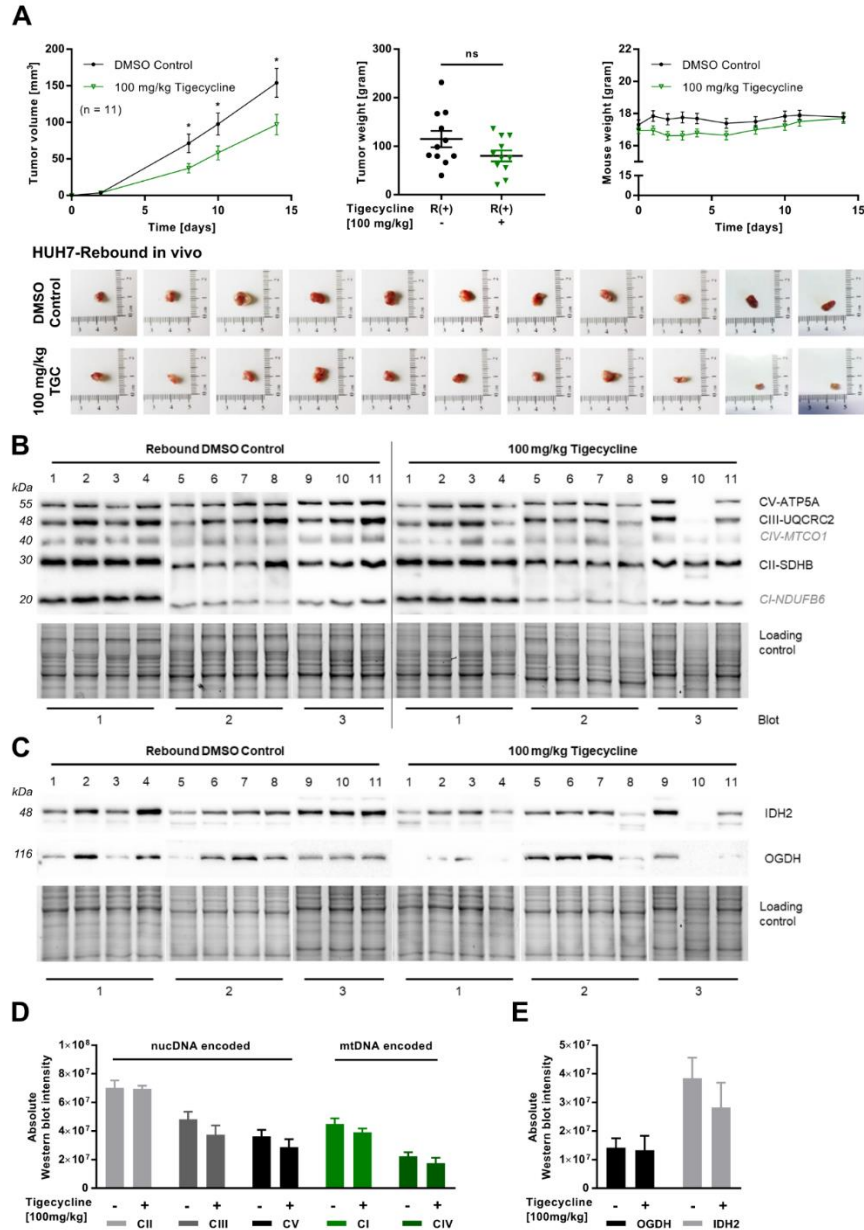 A
DMSO Control
100 mg/kg Tigecycline
(n = 11)
* * * 
Tumor volume [mm³]
200
150
100
50
0
0 5 10 15
Time [days]
ns
Tumor weight [gram]
300
250
200
150
100
50
0
Tigecycline R(+) R(+)
[100 mg/kg] - +
DMSO Control
100 mg/kg Tigecycline
Mouse weight [gram]
22
20
18
16
2
0
0 5 10 15
Time [days]
HUH7-Rebound in vivo
DMSO Control
100 mg/kg TGC
B
Rebound DMSO Control 100 mg/kg Tigecycline
1 2 3 4 5 6 7 8 9 10 11 1 2 3 4 5 6 7 8 9 10 11
kDa
55 CV-ATP5A
48 CIII-UQCRC2
40 CIV-MTCO1
30 CII-SDHB
20 CI-NDUFB6
Loading control
1 2 3 1 2 3 Blot
C
Rebound DMSO Control 100 mg/kg Tigecycline
1 2 3 4 5 6 7 8 9 10 11 1 2 3 4 5 6 7 8 9 10 11
kDa
48 IDH2
116 OGDH
Loading control
1 2 3 1 2 3
D
nucDNA encoded mtDNA encoded
Absolute Western blot intensity
1×10⁸
8×10⁷
6×10⁷
4×10⁷
2×10⁷
0
Tigecycline - + - + - + - + - +
[100mg/kg] CII CIII CV CI CIV
E
Absolute Western blot intensity
5×10⁷
4×10⁷
3×10⁷
2×10⁷
1×10⁷
0
Tigecycline - + - +
[100mg/kg] OGDH IDH2